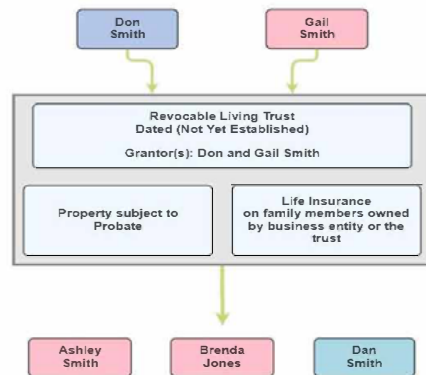 Don
Smith
Gail
Smith
Revocable Living Trust
Dated (Not Yet Established)
Grantor(s): Don and Gail Smith
Property subject to
Probate
Life Insurance
on family members owned
by business entity or the
trust
Ashley
Smith
Brenda
Jones
Dan
Smith